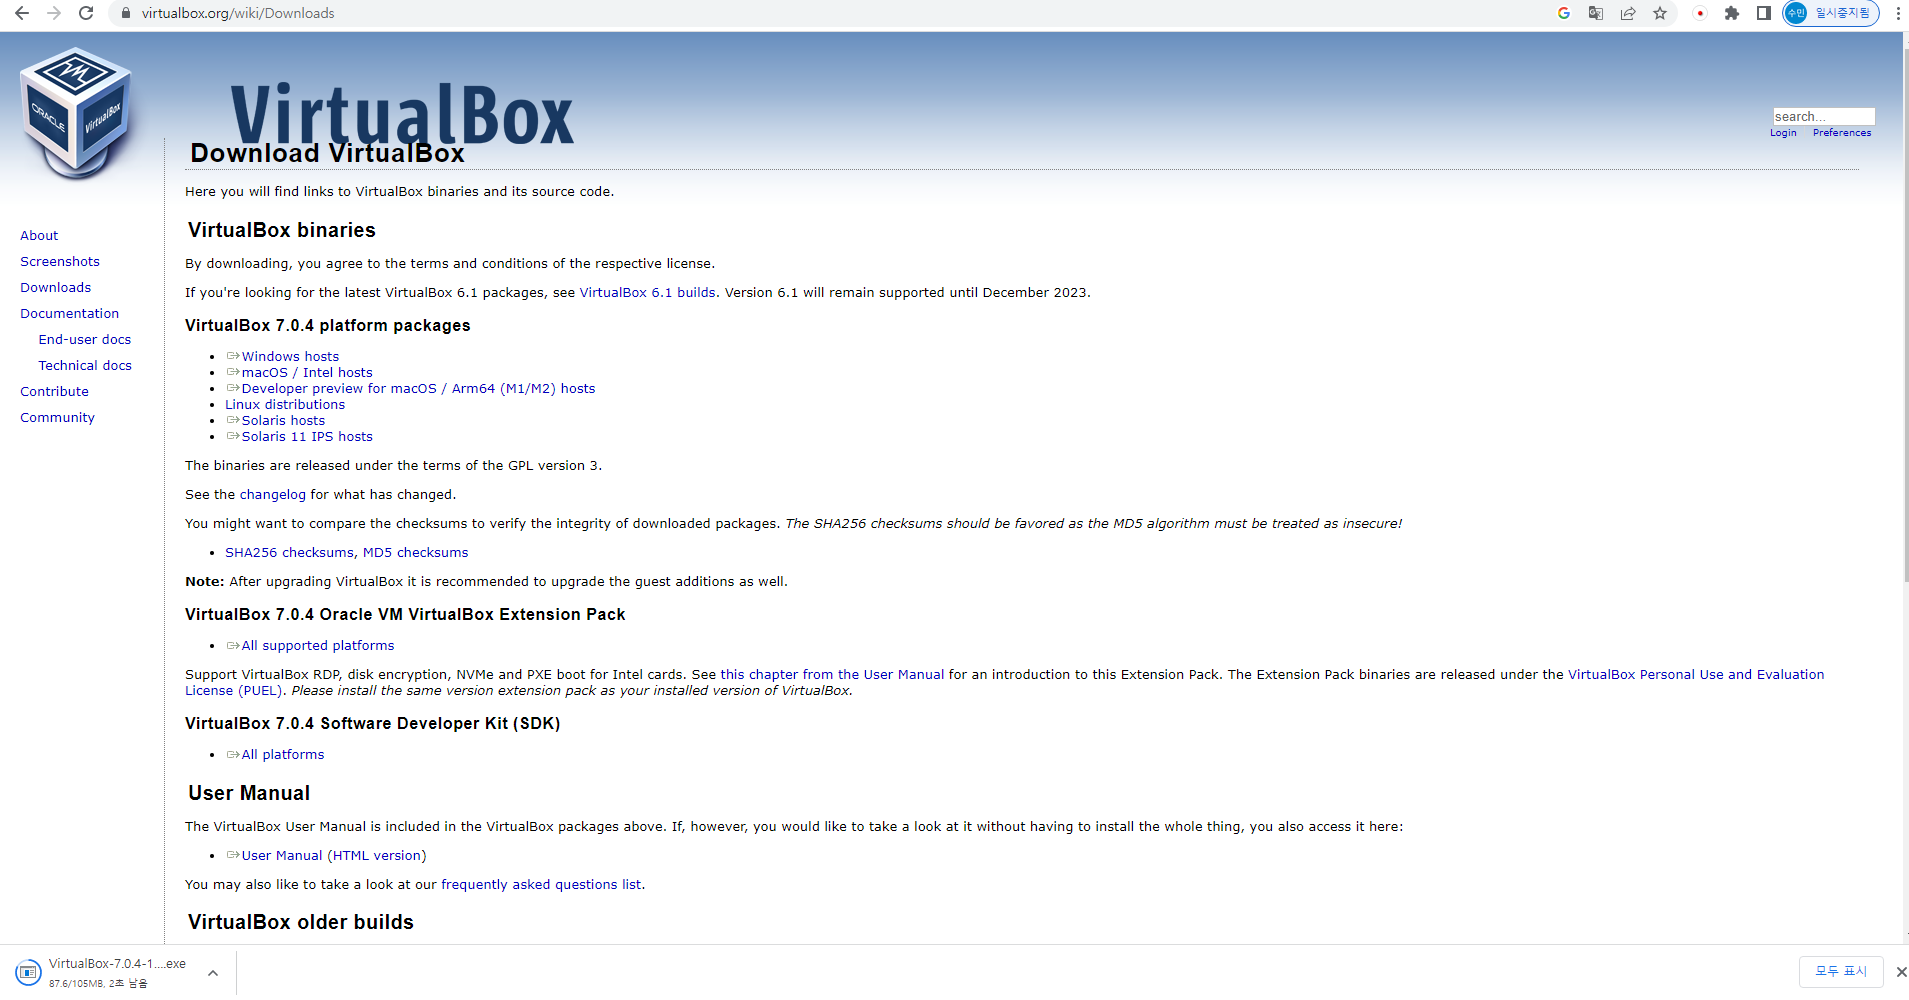 virtualbox.org/wiki/Downloads
수민
일시중지됨
ORACLE
VirtualBox
VirtualBox
search...
Login Preferences
Download VirtualBox
Here you will find links to VirtualBox binaries and its source code.
About
Screenshots
Downloads
Documentation
End-user docs
Technical docs
Contribute
Community
VirtualBox binaries
By downloading, you agree to the terms and conditions of the respective license.
If you're looking for the latest VirtualBox 6.1 packages, see VirtualBox 6.1 builds. Version 6.1 will remain supported until December 2023.
VirtualBox 7.0.4 platform packages
Windows hosts
macOS / Intel hosts
Developer preview for macOS / Arm64 (M1/M2) hosts
Linux distributions
Solaris hosts
Solaris 11 IPS hosts
The binaries are released under the terms of the GPL version 3.
See the changelog for what has changed.
You might want to compare the checksums to verify the integrity of downloaded packages. The SHA256 checksums should be favored as the MD5 algorithm must be treated as insecure!
SHA256 checksums, MD5 checksums
Note: After upgrading VirtualBox it is recommended to upgrade the guest additions as well.
VirtualBox 7.0.4 Oracle VM VirtualBox Extension Pack
All supported platforms
Support VirtualBox RDP, disk encryption, NVMe and PXE boot for Intel cards. See this chapter from the User Manual for an introduction to this Extension Pack. The Extension Pack binaries are released under the VirtualBox Personal Use and Evaluation
License (PUEL). Please install the same version extension pack as your installed version of VirtualBox.
VirtualBox 7.0.4 Software Developer Kit (SDK)
All platforms
User Manual
The VirtualBox User Manual is included in the VirtualBox packages above. If, however, you would like to take a look at it without having to install the whole thing, you also access it here:
User Manual (HTML version)
You may also like to take a look at our frequently asked questions list.
VirtualBox older builds
VirtualBox-7.0.4-1....exe
87.6/105MB, 2초 남음
모두 표시